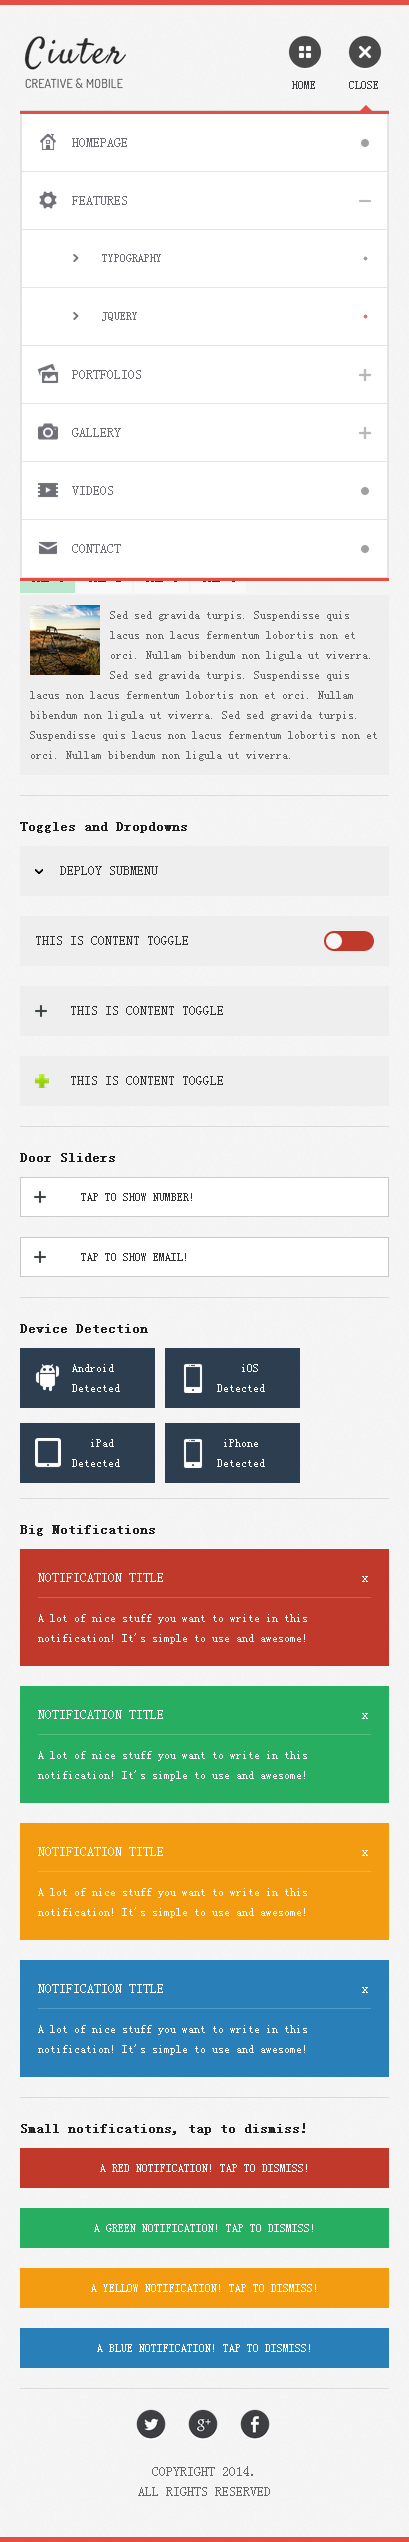 Ciuter
CREATIVE & MOBILE
HOME
CLOSE
HOMEPAGE
FEATURES
TYPOGRAPHY
JQUERY
PORTFOLIOS
GALLERY
VIDEOS
CONTACT
Sed sed gravida turpis. Suspendisse quis
lacus non lacus fermentum lobortis non et
orci. Nullam bibendum non ligula ut viverra.
Sed sed gravida turpis. Suspendisse quis
lacus non lacus fermentum lobortis non et orci. Nullam
bibendum non ligula ut viverra. Sed sed gravida turpis.
Suspendisse quis lacus non lacus fermentum lobortis non et
orci. Nullam bibendum non ligula ut viverra.
Toggles and Dropdowns
DEPLOY SUBMENU
THIS IS CONTENT TOGGLE
THIS IS CONTENT TOGGLE
THIS IS CONTENT TOGGLE
Door Sliders
TAP TO SHOW NUMBER!
TAP TO SHOW EMAIL!
Device Detection
Android
Detected
iOS
Detected
iPad
Detected
iPhone
Detected
Big Notifications
NOTIFICATION TITLE x
A lot of nice stuff you want to write in this
notification! It's simple to use and awesome!
NOTIFICATION TITLE x
A lot of nice stuff you want to write in this
notification! It's simple to use and awesome!
NOTIFICATION TITLE x
A lot of nice stuff you want to write in this
notification! It's simple to use and awesome!
NOTIFICATION TITLE x
A lot of nice stuff you want to write in this
notification! It's simple to use and awesome!
Small notifications, tap to dismiss!
A RED NOTIFICATION! TAP TO DISMISS!
A GREEN NOTIFICATION! TAP TO DISMISS!
A YELLOW NOTIFICATION! TAP TO DISMISS!
A BLUE NOTIFICATION! TAP TO DISMISS!
COPYRIGHT 2014.
ALL RIGHTS RESERVED